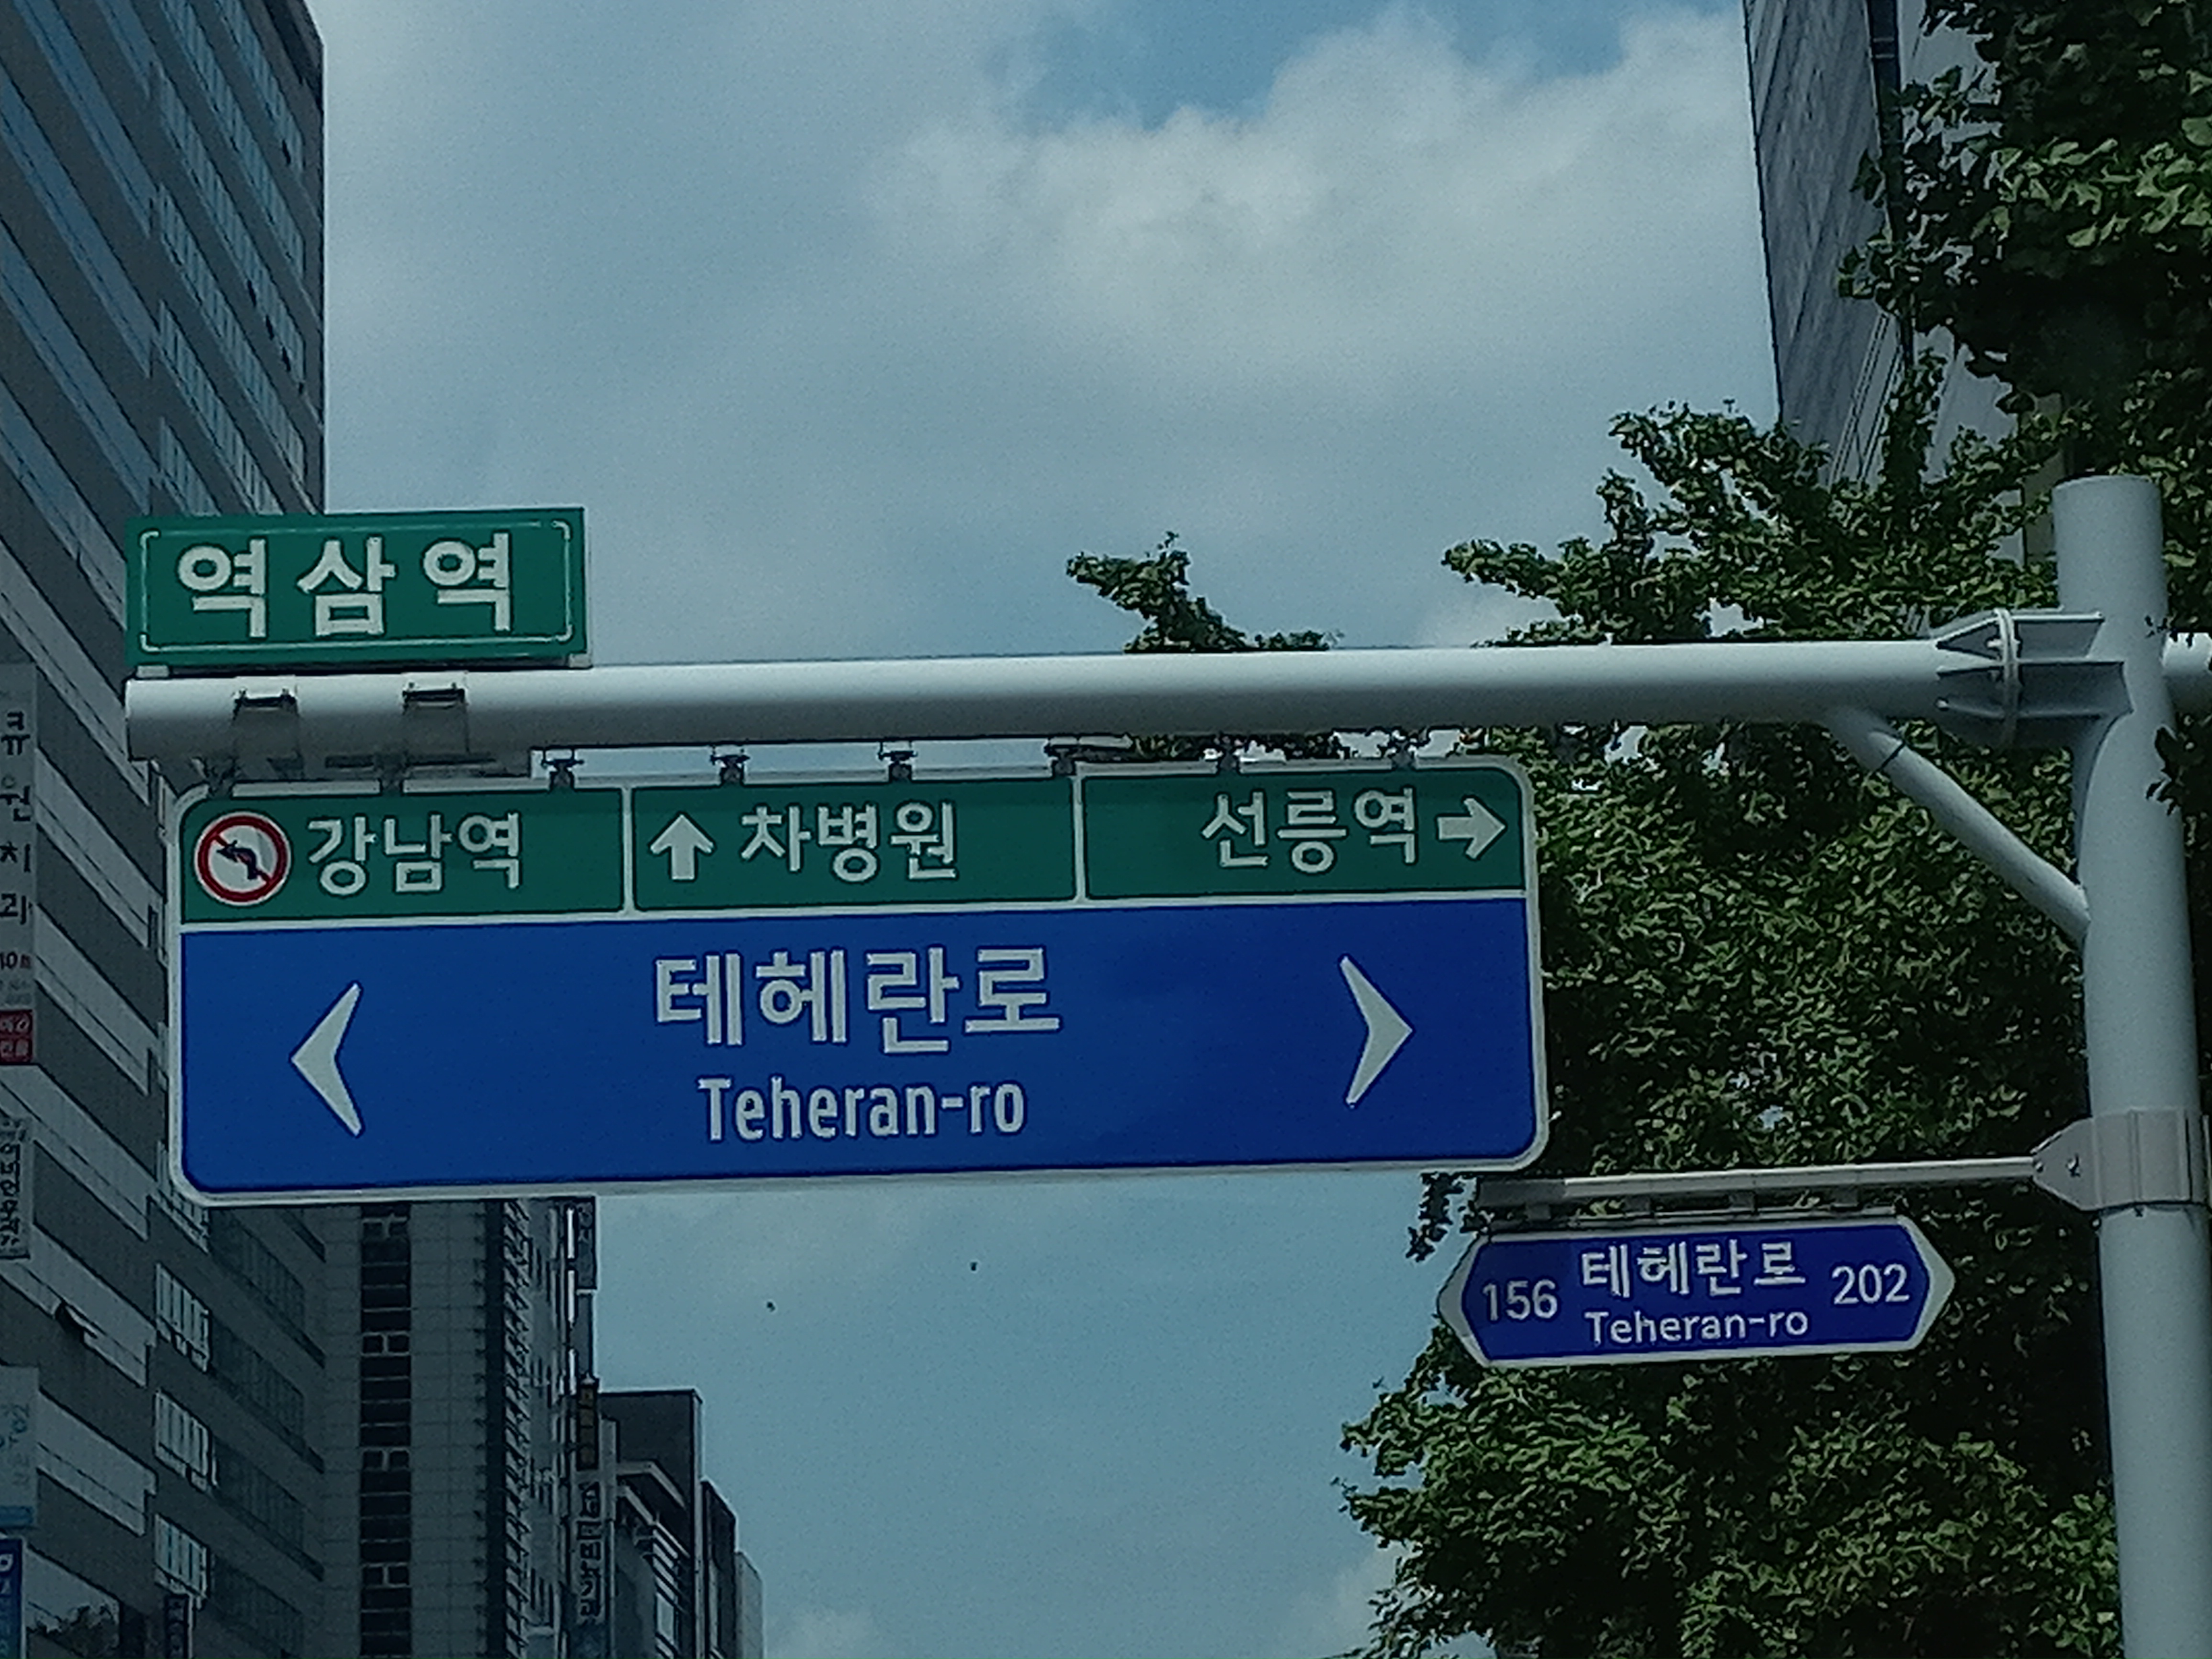 역삼역
강남역 차병원 선릉역
테헤란로
Teheran-ro
156 테헤란로 202
Teheran-ro